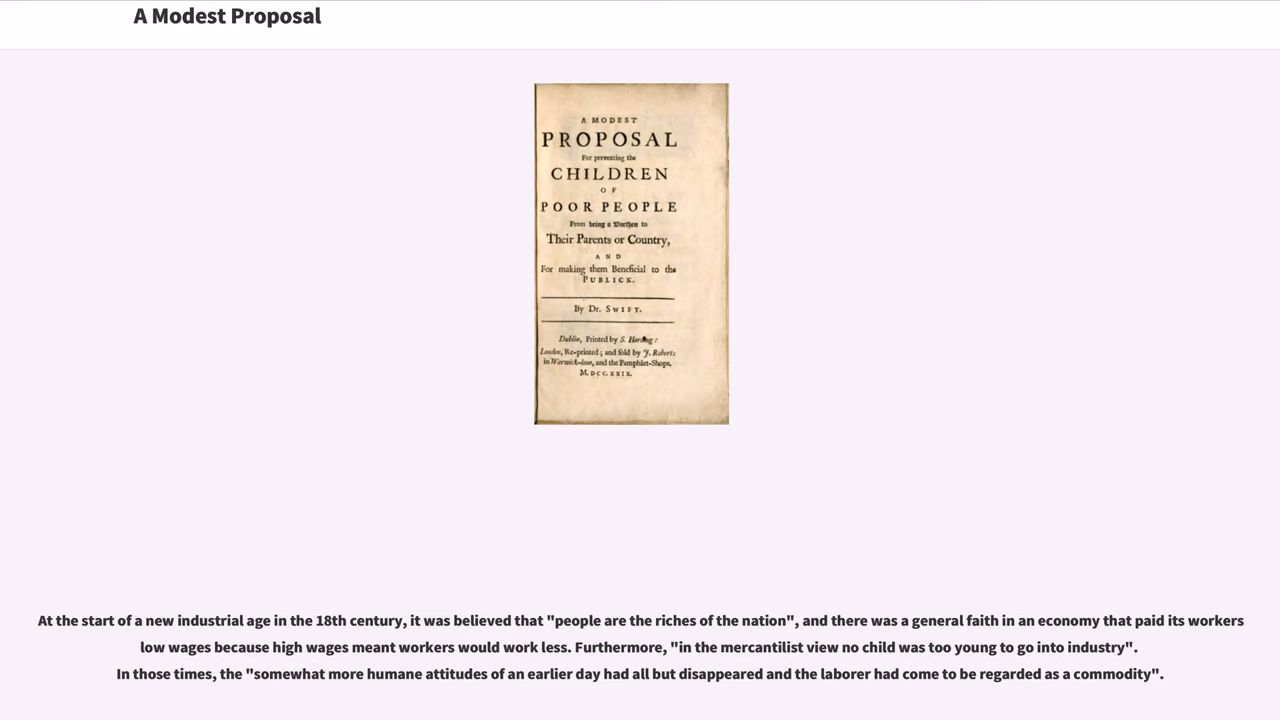 A Modest Proposal
A MODEST
PROPOSAL
For preventing the
CHILDREN
OF
POOR PEOPLE
From being a Burthen to
Their Parents or Country,
AND
For making them Beneficial to the
PUBLICK.
By Dr. SWIFT.
Dublin, Printed by S. Harding:
London, Re-printed; and sold by J. Roberts
in Warwick-lane, and the Pamphlet-Shops.
M.DCC.XXIX.
At the start of a new industrial age in the 18th century, it was believed that "people are the riches of the nation", and there was a general faith in an economy that paid its workers
low wages because high wages meant workers would work less. Furthermore, "in the mercantilist view no child was too young to go into industry".
In those times, the "somewhat more humane attitudes of an earlier day had all but disappeared and the laborer had come to be regarded as a commodity".